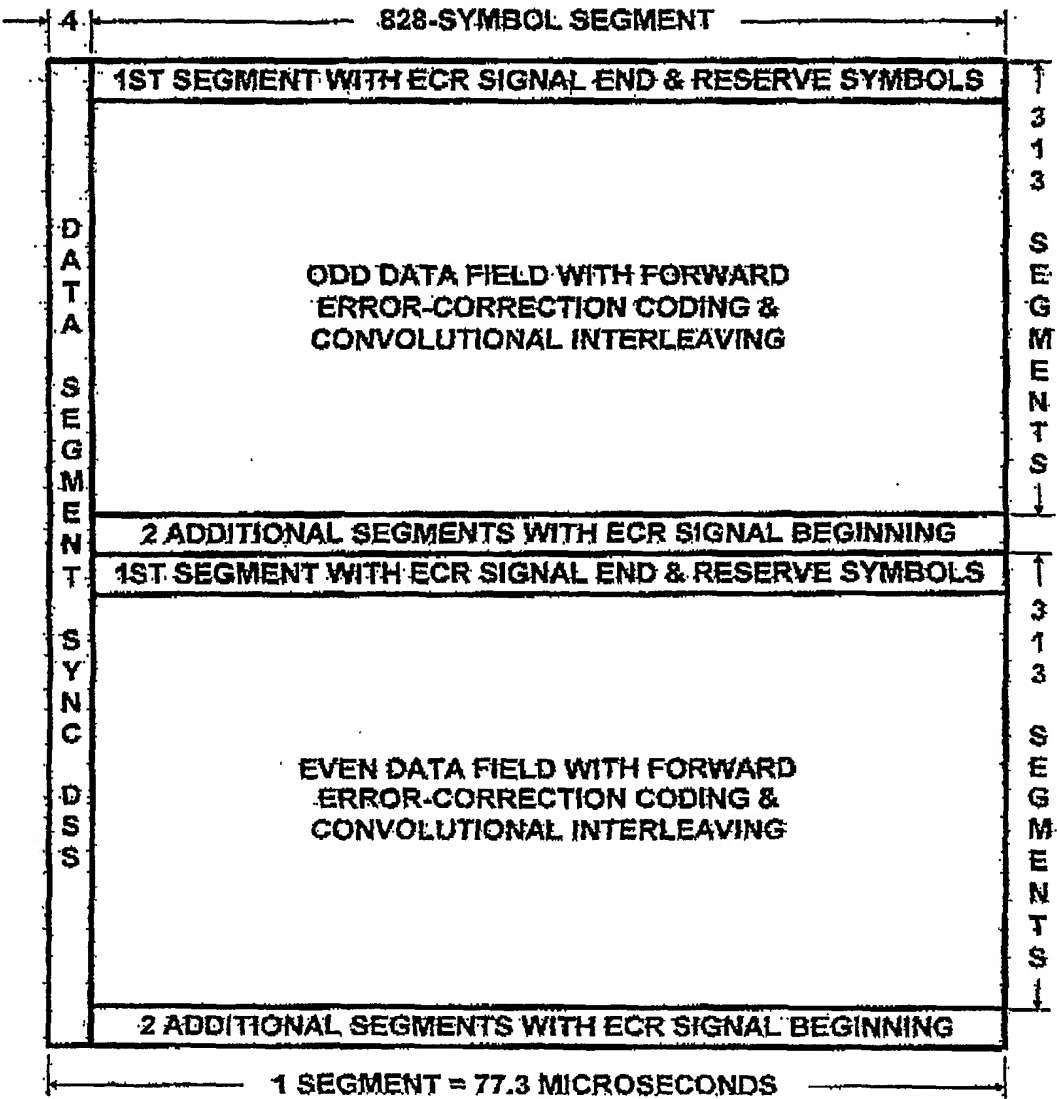 4 828-SYMBOL SEGMENT
1ST SEGMENT WITH ECR SIGNAL END & RESERVE SYMBOLS
313 SEGMENTS
DATA SEGMENT SYNC DSS
ODD DATA FIELD WITH FORWARD
ERROR-CORRECTION CODING &
CONVOLUTIONAL INTERLEAVING
2 ADDITIONAL SEGMENTS WITH ECR SIGNAL BEGINNING
1ST SEGMENT WITH ECR SIGNAL END & RESERVE SYMBOLS
313 SEGMENTS
EVEN DATA FIELD WITH FORWARD
ERROR-CORRECTION CODING &
CONVOLUTIONAL INTERLEAVING
2 ADDITIONAL SEGMENTS WITH ECR SIGNAL BEGINNING
1 SEGMENT = 77.3 MICROSECONDS